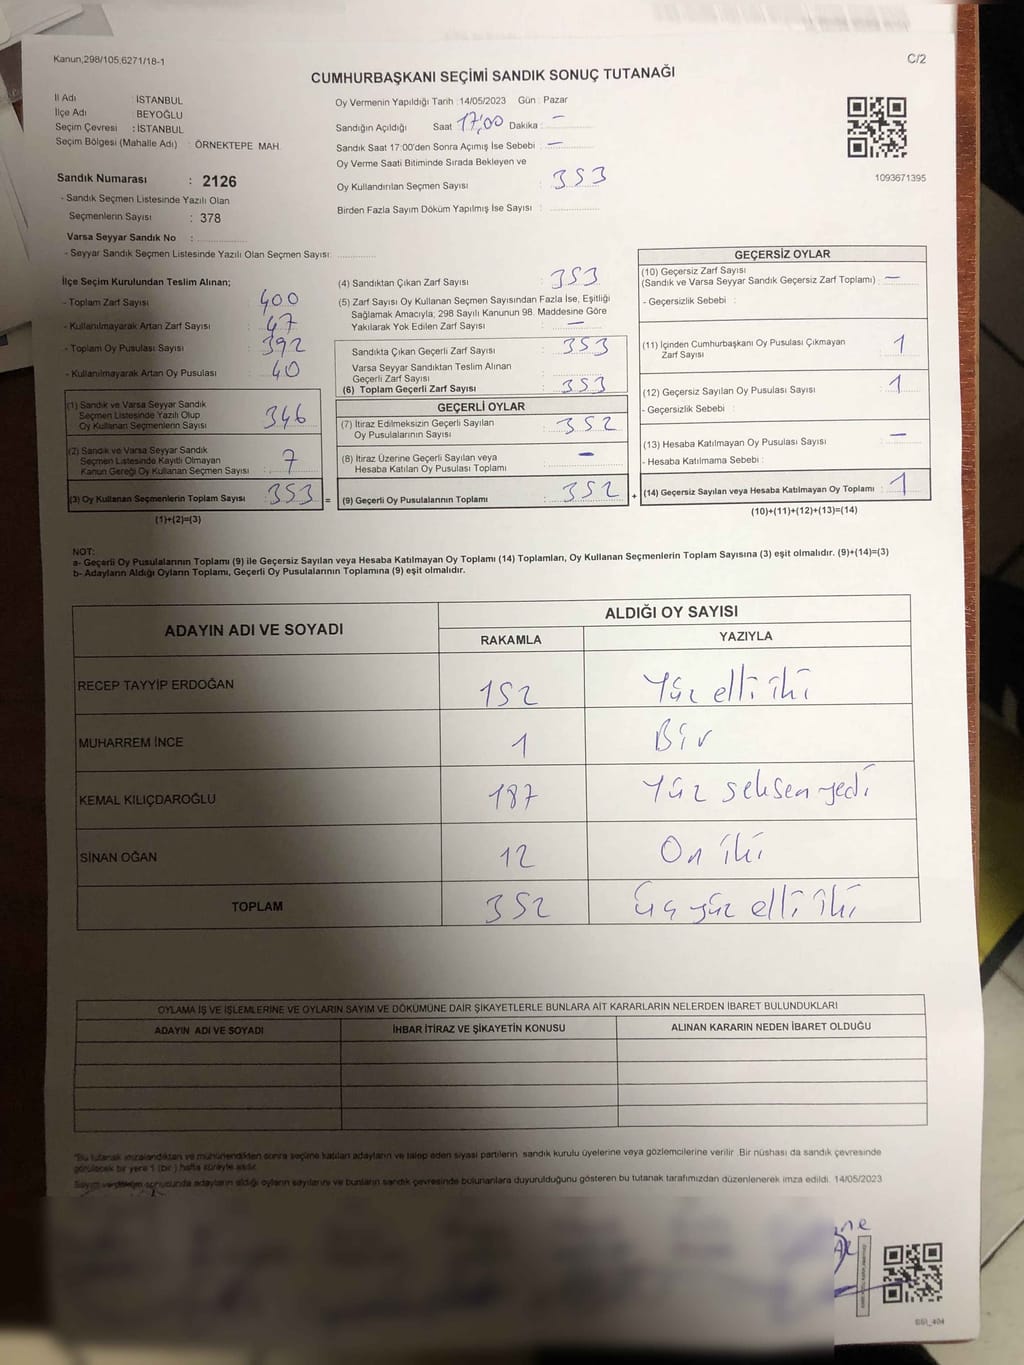 Kanun,298/105,6271/18-1
C/2
CUMHURBAŞKANI SEÇİMİ SANDIK SONUÇ TUTANAĞI
İl Adı : İSTANBUL
İlçe Adı : BEYOĞLU
Seçim Çevresi : İSTANBUL
Seçim Bölgesi (Mahalle Adı) : ÖRNEKTEPE MAH.
Sandık Numarası : 2126
- Sandık Seçmen Listesinde Yazılı Olan
Seçmenlerin Sayısı : 378
Varsa Seyyar Sandık No :
- Seyyar Sandık Seçmen Listesinde Yazılı Olan Seçmen Sayısı:
Oy Vermenin Yapıldığı Tarih :14/05/2023 Gün : Pazar
Sandığın Açıldığı Saat 17:00 Dakika : —
Sandık Saat 17:00'den Sonra Açımış İse Sebebi : —
Oy Verme Saati Bitiminde Sırada Bekleyen ve
Oy Kullandırılan Seçmen Sayısı : 353
Birden Fazla Sayım Döküm Yapılmış İse Sayısı :
1093671395
İlçe Seçim Kurulundan Teslim Alınan;
- Toplam Zarf Sayısı : 400
- Kullanılmayarak Artan Zarf Sayısı : 47
- Toplam Oy Pusulası Sayısı : 392
- Kullanılmayarak Artan Oy Pusulası : 40
(1) Sandık ve Varsa Seyyar Sandık
Seçmen Listesinde Yazılı Olup
Oy Kullanan Seçmenlerin Sayısı : 346
(2) Sandık ve Varsa Seyyar Sandık
Seçmen Listesinde Kayıtlı Olmayan
Kanun Gereği Oy Kullanan Seçmen Sayısı : 7
(3) Oy Kullanan Seçmenlerin Toplam Sayısı : 353 =
(1)+(2)=(3)
(4) Sandıktan Çıkan Zarf Sayısı : 353
(5) Zarf Sayısı Oy Kullanan Seçmen Sayısından Fazla İse, Eşitliği
Sağlamak Amacıyla; 298 Sayılı Kanunun 98. Maddesine Göre
Yakılarak Yok Edilen Zarf Sayısı : —
Sandıkta Çıkan Geçerli Zarf Sayısı : 353
Varsa Seyyar Sandıktan Teslim Alınan
Geçerli Zarf Sayısı
(6) Toplam Geçerli Zarf Sayısı : 353
GEÇERLİ OYLAR
(7) İtiraz Edilmeksizin Geçerli Sayılan
Oy Pusulalarının Sayısı : 352
(8) İtiraz Üzerine Geçerli Sayılan veya
Hesaba Katılan Oy Pusulası Toplamı : —
(9) Geçerli Oy Pusulalarının Toplamı : 352 +
GEÇERSİZ OYLAR
(10) Geçersiz Zarf Sayısı
(Sandık ve Varsa Seyyar Sandık Geçersiz Zarf Toplamı) : —
- Geçersizlik Sebebi :
(11) İçinden Cumhurbaşkanı Oy Pusulası Çıkmayan
Zarf Sayısı : 1
(12) Geçersiz Sayılan Oy Pusulası Sayısı : 1
- Geçersizlik Sebebi :
(13) Hesaba Katılmayan Oy Pusulası Sayısı : —
- Hesaba Katılmama Sebebi :
(14) Geçersiz Sayılan veya Hesaba Katılmayan Oy Toplamı : 1
(10)+(11)+(12)+(13)=(14)
NOT:
a- Geçerli Oy Pusulalarının Toplamı (9) ile Geçersiz Sayılan veya Hesaba Katılmayan Oy Toplamı (14) Toplamları, Oy Kullanan Seçmenlerin Toplam Sayısına (3) eşit olmalıdır. (9)+(14)=(3)
b- Adayların Aldığı Oyların Toplamı, Geçerli Oy Pusulalarının Toplamına (9) eşit olmalıdır.
ADAYIN ADI VE SOYADI
ALDIĞI OY SAYISI
RAKAMLA YAZIYLA
RECEP TAYYİP ERDOĞAN 152 Yüz elli iki
MUHARREM İNCE 1 Bir
KEMAL KILIÇDAROĞLU 187 Yüz seksen yedi
SİNAN OĞAN 12 On iki
TOPLAM 352 üç yüz elli iki
OYLAMA İŞ VE İŞLEMLERİNE VE OYLARIN SAYIM VE DÖKÜMÜNE DAİR ŞİKAYETLERLE BUNLARA AİT KARARLARIN NELERDEN İBARET BULUNDUKLARI
ADAYIN ADI VE SOYADI İHBAR İTİRAZ VE ŞİKAYETİN KONUSU ALINAN KARARIN NEDEN İBARET OLDUĞU
*Bu tutanak imzalandıktan ve mühürlendikten sonra seçime katılan adayların ve talep eden siyasi partilerin sandık kurulu üyelerine veya gözlemcilerine verilir. Bir nüshası da sandık çevresinde
görülecek bir yere 1 (bir) hafta süreyle asılır.
Sayım ve döküm sonucunda adayların aldığı oyların sayılarını ve bunların sandık çevresinde bulunanlara duyurulduğunu gösteren bu tutanak tarafımızdan düzenlenerek imza edildi. 14/05/2023